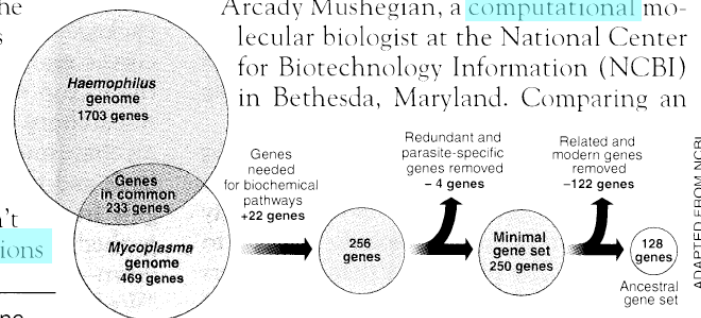 he
Arcady Mushegian, a computational mo-
lecular biologist at the National Center
for Biotechnology Information (NCBI)
in Bethesda, Maryland. Comparing an
Haemophilus
genome
1703 genes
Genes
in common
233 genes
Mycoplasma
genome
469 genes
Genes
needed
for biochemical
pathways
+22 genes
256
genes
Redundant and
parasite-specific
genes removed
– 4 genes
Minimal
gene set
250 genes
Related and
modern genes
removed
–122 genes
128
genes
Ancestral
gene set
ADAPTED FROM NCBI
n't
ions